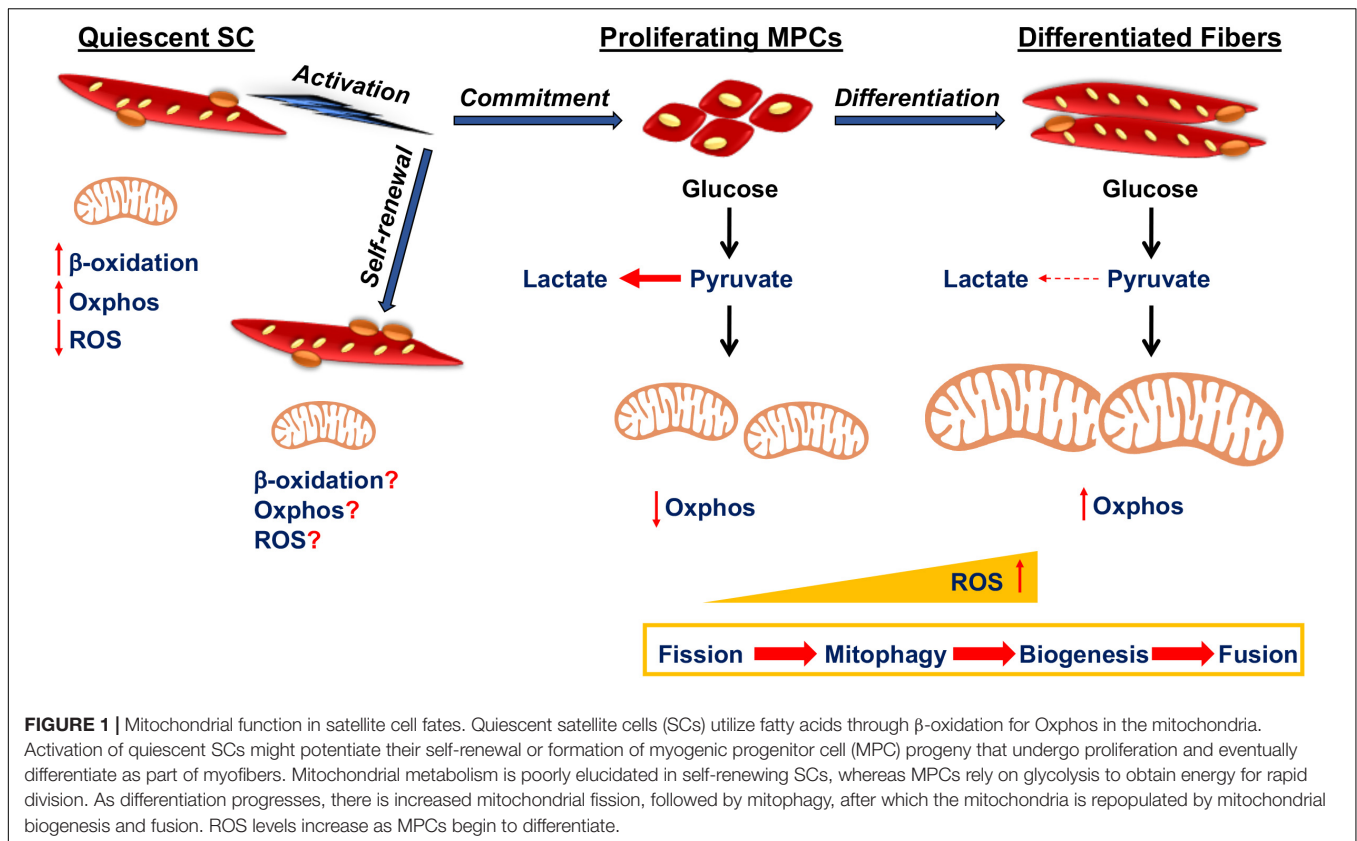 Quiescent SC
Proliferating MPCs
Differentiated Fibers
Activation
Commitment
Differentiation
Self-renewal
β-oxidation
Oxphos
ROS
β-oxidation?
Oxphos?
ROS?
Glucose
Lactate
Pyruvate
Oxphos
Glucose
Lactate
Pyruvate
Oxphos
ROS
Fission
Mitophagy
Biogenesis
Fusion
FIGURE 1 | Mitochondrial function in satellite cell fates. Quiescent satellite cells (SCs) utilize fatty acids through β-oxidation for Oxphos in the mitochondria.
Activation of quiescent SCs might potentiate their self-renewal or formation of myogenic progenitor cell (MPC) progeny that undergo proliferation and eventually
differentiate as part of myofibers. Mitochondrial metabolism is poorly elucidated in self-renewing SCs, whereas MPCs rely on glycolysis to obtain energy for rapid
division. As differentiation progresses, there is increased mitochondrial fission, followed by mitophagy, after which the mitochondria is repopulated by mitochondrial
biogenesis and fusion. ROS levels increase as MPCs begin to differentiate.